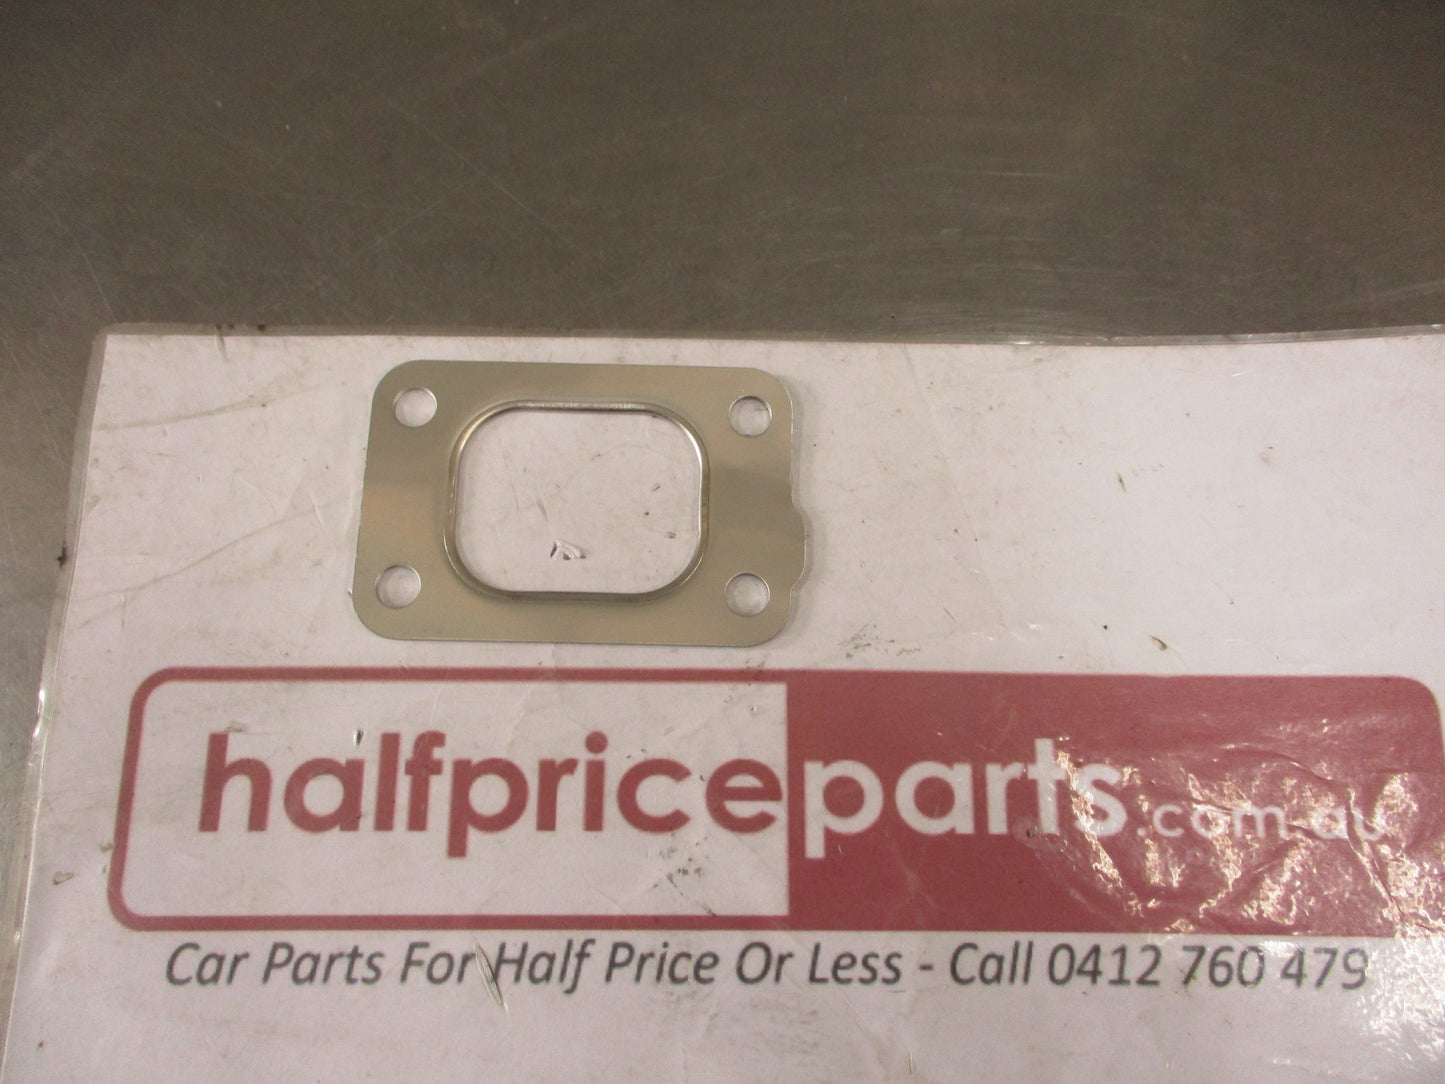 halfpriceparts.com.au
Car Parts For Half Price Or Less - Call 0412 760 479